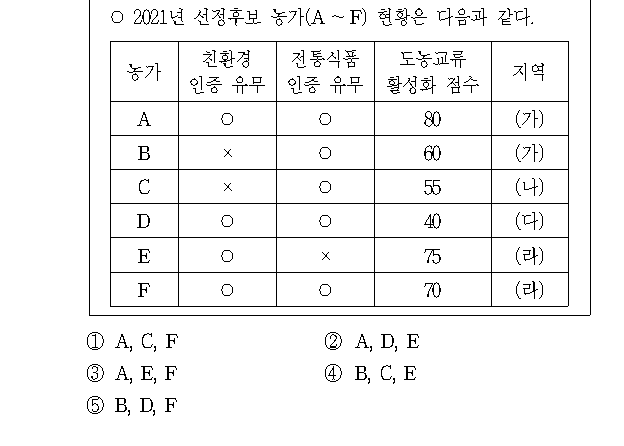 ○ 2021년 선정후보 농가(A ~ F) 현황은 다음과 같다.
농가 친환경 인증 유무 전통식품 인증 유무 도농교류 활성화 점수 지역
A ○ ○ 80 (가)
B × ○ 60 (가)
C × ○ 55 (나)
D ○ ○ 40 (다)
E ○ × 75 (라)
F ○ ○ 70 (라)
① A, C, F ② A, D, E
③ A, E, F ④ B, C, E
⑤ B, D, F